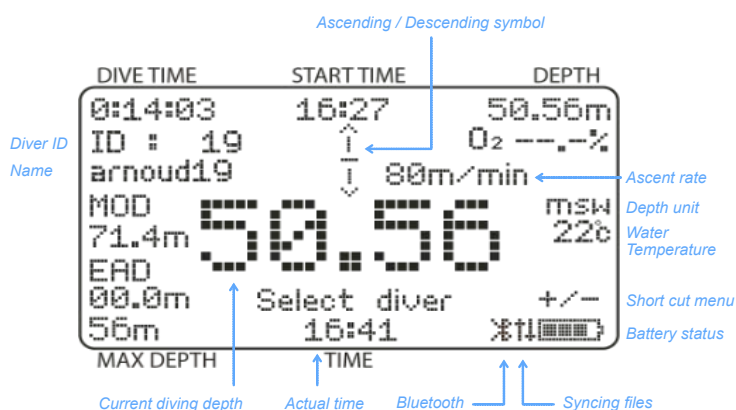 Ascending / Descending symbol
DIVE TIME START TIME DEPTH
0:14:03 16:27 50.56m
Diver ID ID : 19 O₂ --.-%
Name arnoud19 80m/min Ascent rate
MOD msw Depth unit
71.4m 50.56 22°c Water Temperature
EAD
00.0m Select diver +/- Short cut menu
56m 16:41 Battery status
MAX DEPTH TIME
Current diving depth Actual time Bluetooth Syncing files